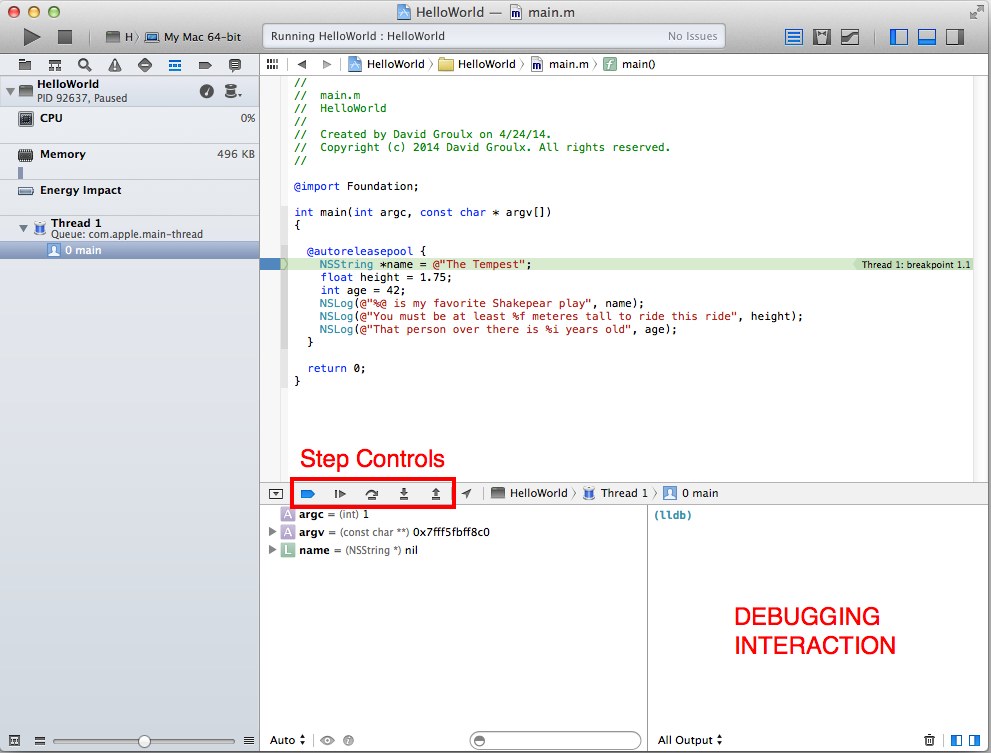 HelloWorld — main.m
H My Mac 64-bit
Running HelloWorld : HelloWorld No Issues
HelloWorld HelloWorld main.m main()
HelloWorld
PID 92637, Paused
CPU 0%
Memory 496 KB
Energy Impact
Thread 1
Queue: com.apple.main-thread
0 main
//
// main.m
// HelloWorld
//
// Created by David Groulx on 4/24/14.
// Copyright (c) 2014 David Groulx. All rights reserved.
//
@import Foundation;
int main(int argc, const char * argv[])
{
@autoreleasepool {
NSString *name = @"The Tempest"; Thread 1: breakpoint 1.1
float height = 1.75;
int age = 42;
NSLog(@"%@ is my favorite Shakepear play", name);
NSLog(@"You must be at least %f meteres tall to ride this ride", height);
NSLog(@"That person over there is %i years old", age);
}
return 0;
}
Step Controls
HelloWorld Thread 1 0 main
A argc = (int) 1
A argv = (const char **) 0x7fff5fbff8c0
L name = (NSString *) nil
(lldb)
DEBUGGING
INTERACTION
Auto
All Output